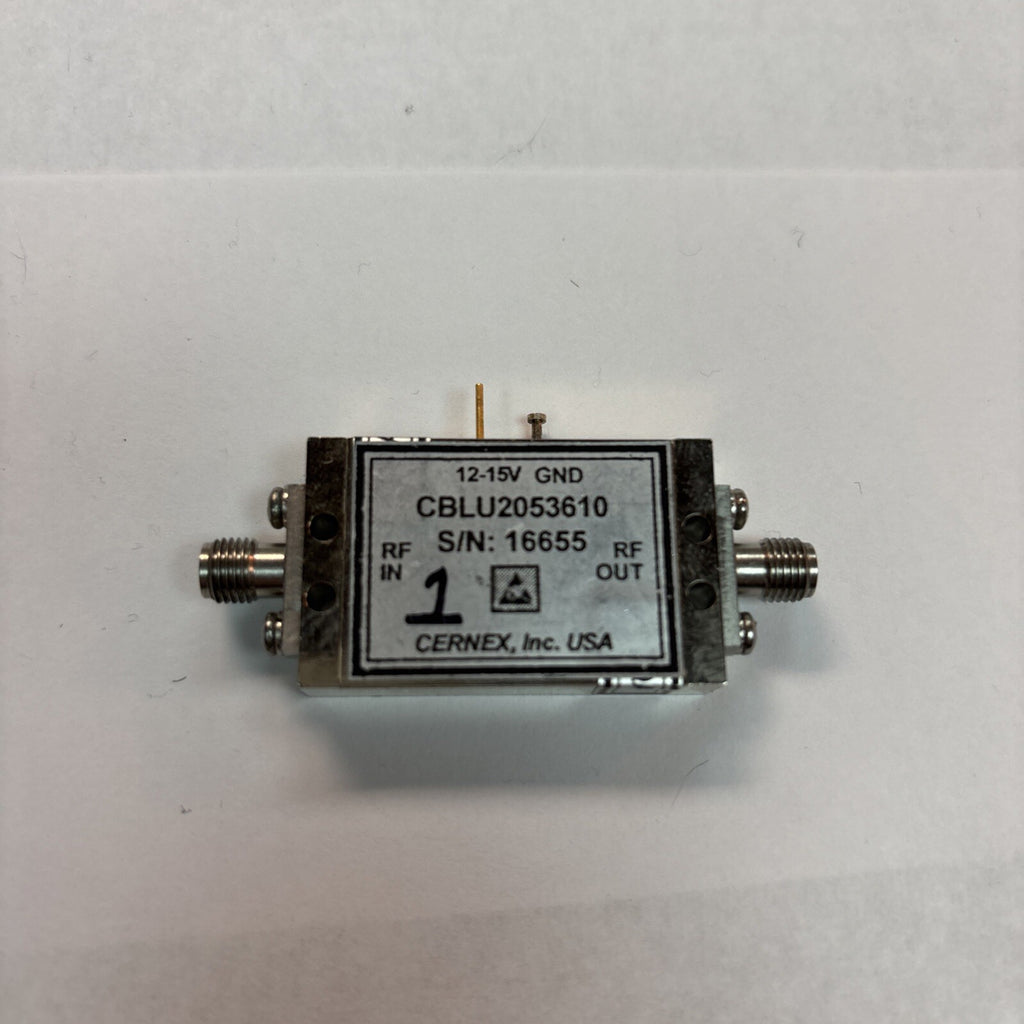 12-15V GND
CBLU2053610
S/N: 16655
RF IN
RF OUT
1
CERNEX, Inc. USA